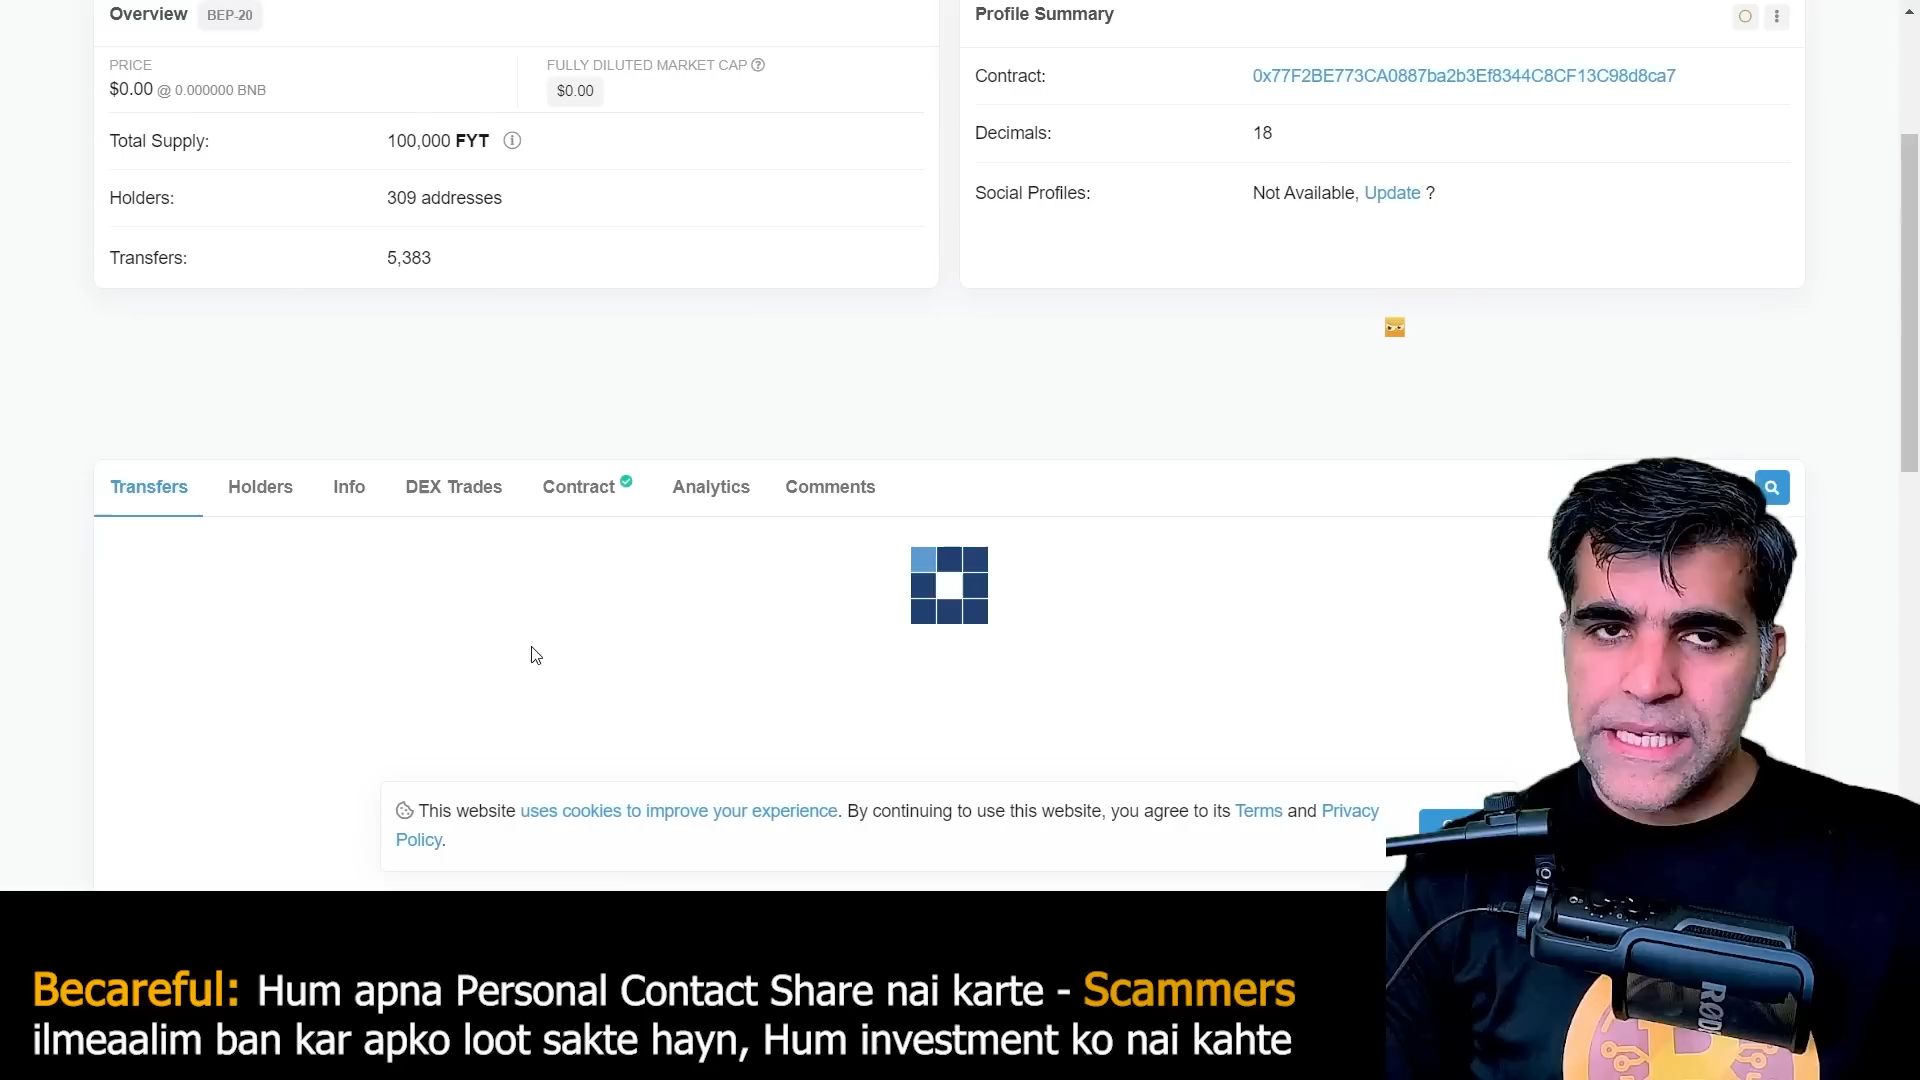 Overview BEP-20
PRICE
$0.00 @ 0.000000 BNB
FULLY DILUTED MARKET CAP
$0.00
Total Supply: 100,000 FYT
Holders: 309 addresses
Transfers: 5,383
Profile Summary
Contract: 0x77F2BE773CA0887ba2b3Ef8344C8CF13C98d8ca7
Decimals: 18
Social Profiles: Not Available, Update ?
Transfers Holders Info DEX Trades Contract Analytics Comments
This website uses cookies to improve your experience. By continuing to use this website, you agree to its Terms and Privacy
Policy.
Becareful: Hum apna Personal Contact Share nai karte - Scammers
ilmeaalim ban kar apko loot sakte hayn, Hum investment ko nai kahte